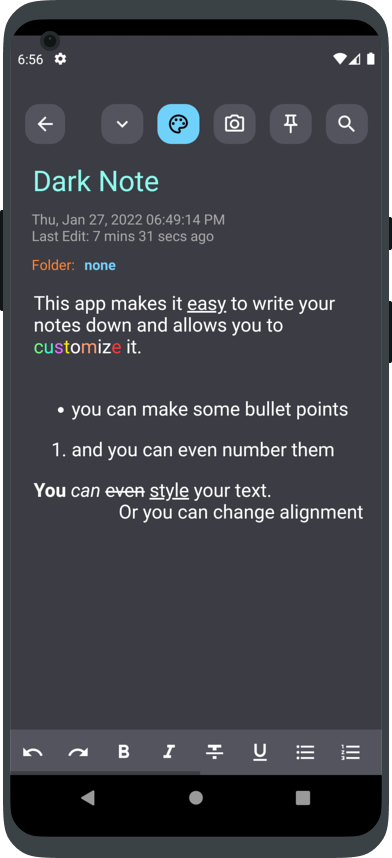 6:56
Dark Note
Thu, Jan 27, 2022 06:49:14 PM
Last Edit: 7 mins 31 secs ago
Folder: none
This app makes it easy to write your
notes down and allows you to
customize it.
• you can make some bullet points
1. and you can even number them
You can even style your text.
Or you can change alignment
B I S U